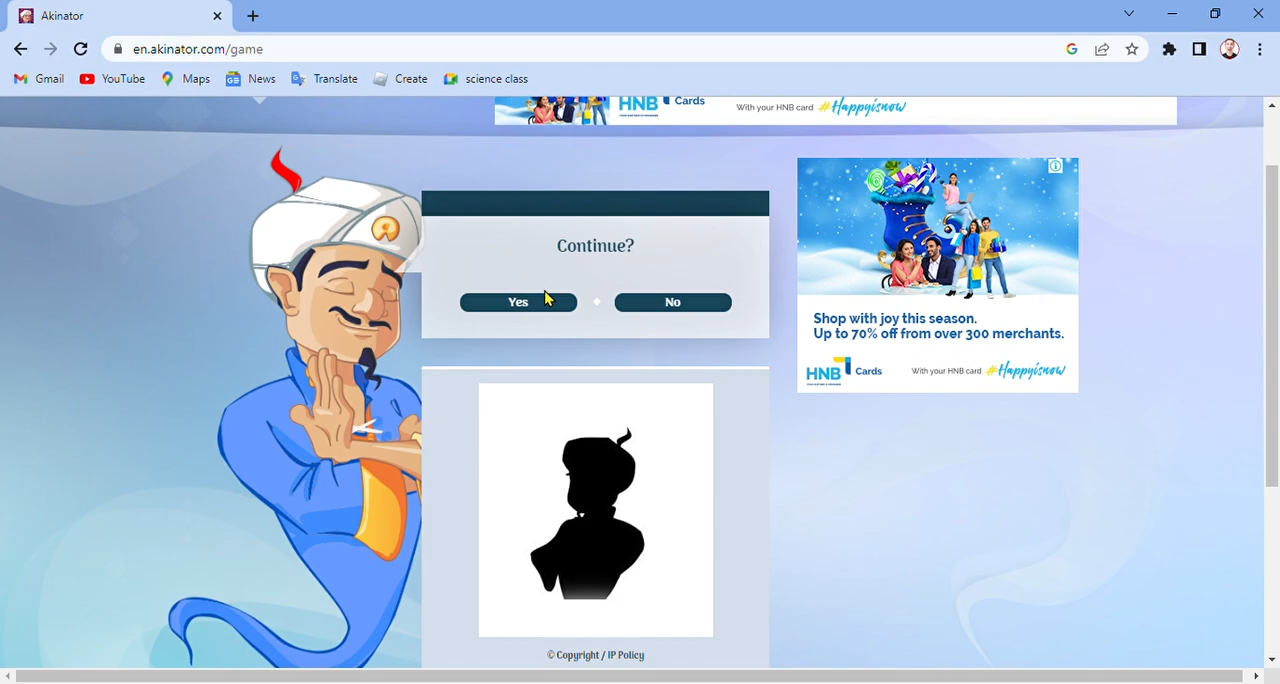 Akinator
en.akinator.com/game
Gmail YouTube Maps News Translate Create science class
HNB Cards With your HNB card #Happyisnow
Continue?
Yes No
Shop with joy this season.
Up to 70% off from over 300 merchants.
HNB Cards With your HNB card #Happyisnow
© Copyright / IP Policy